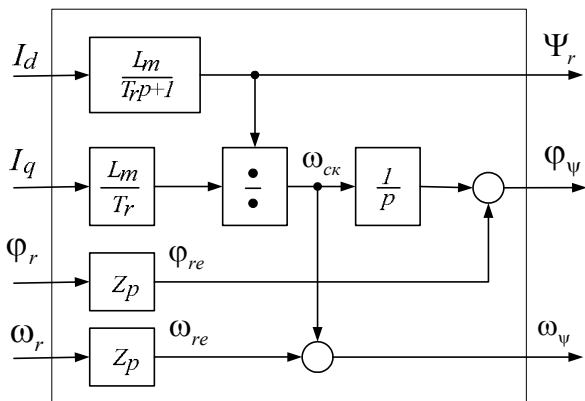 I_d
L_m
T_r p+1
Ψ_r
I_q
L_m
T_r
÷
ω_ск
1
p
φ_ψ
φ_r
Z_p
φ_re
ω_r
Z_p
ω_re
ω_ψ